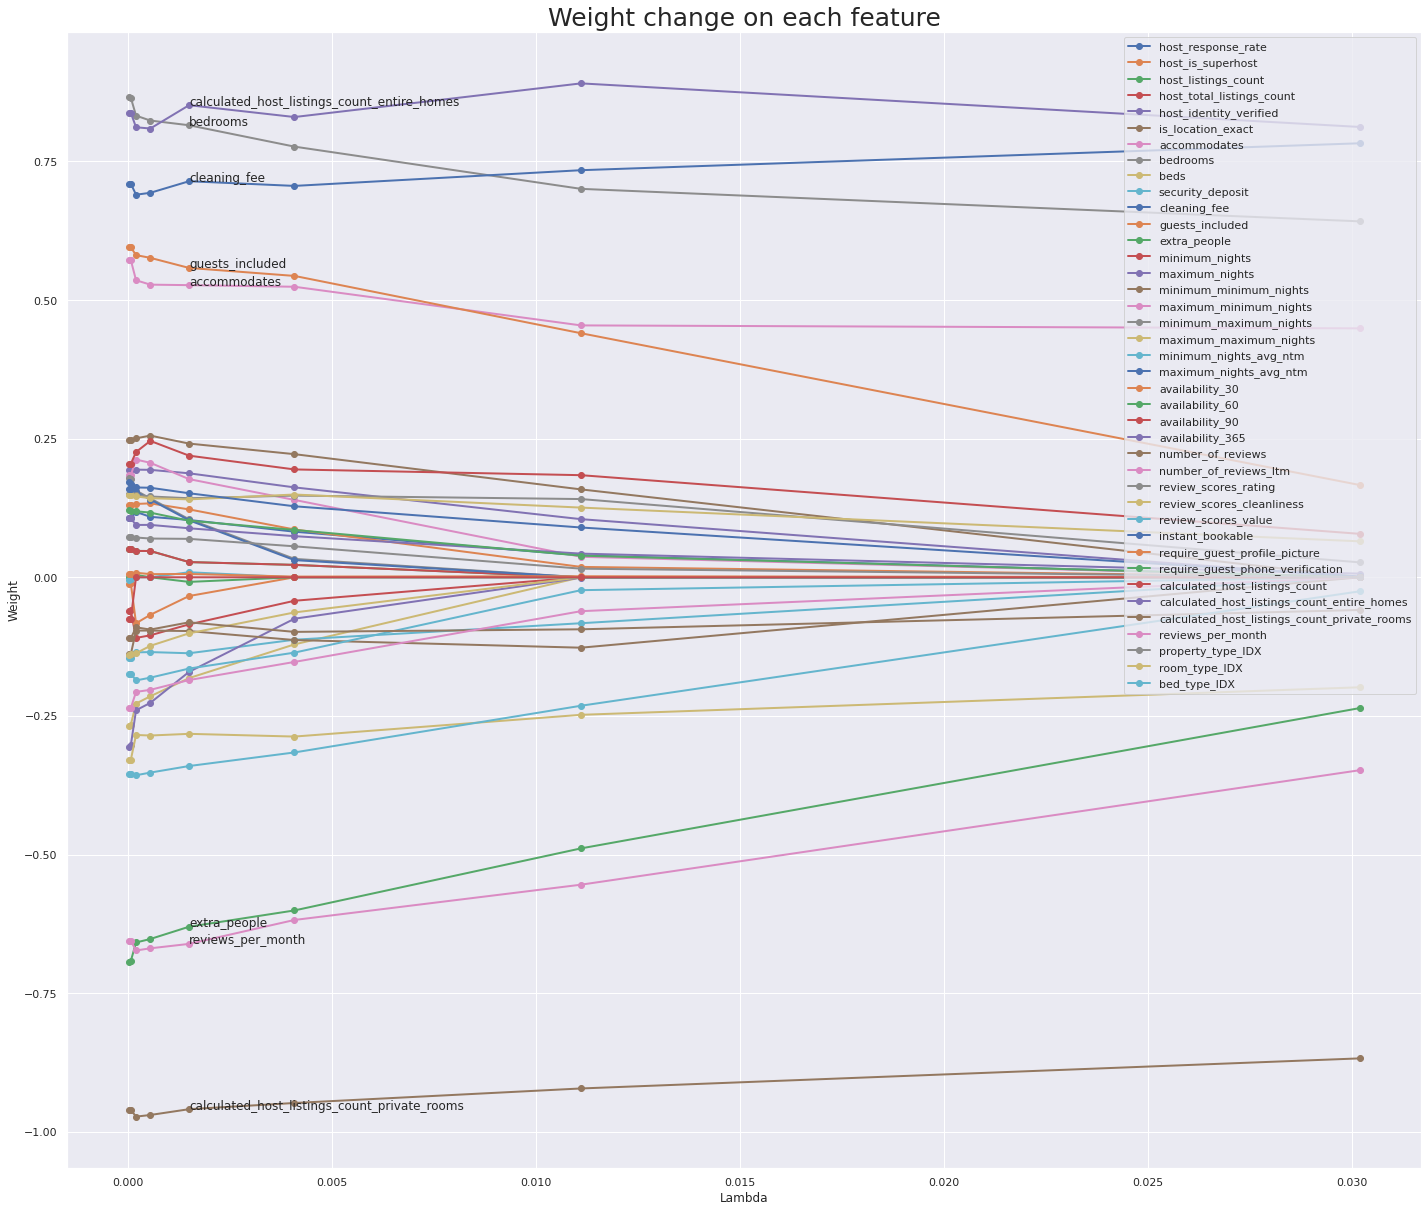 Weight change on each feature
host_response_rate
host_is_superhost
host_listings_count
host_total_listings_count
host_identity_verified
is_location_exact
accommodates
bedrooms
beds
security_deposit
cleaning_fee
guests_included
extra_people
minimum_nights
maximum_nights
minimum_minimum_nights
maximum_minimum_nights
minimum_maximum_nights
maximum_maximum_nights
minimum_nights_avg_ntm
maximum_nights_avg_ntm
availability_30
availability_60
availability_90
availability_365
number_of_reviews
number_of_reviews_ltm
review_scores_rating
review_scores_cleanliness
review_scores_value
instant_bookable
require_guest_profile_picture
require_guest_phone_verification
calculated_host_listings_count
calculated_host_listings_count_entire_homes
calculated_host_listings_count_private_rooms
reviews_per_month
property_type_IDX
room_type_IDX
bed_type_IDX
calculated_host_listings_count_entire_homes
bedrooms
cleaning_fee
guests_included
accommodates
extra_people
reviews_per_month
calculated_host_listings_count_private_rooms
0.75
0.50
0.25
0.00
−0.25
−0.50
−0.75
−1.00
Weight
0.000 0.005 0.010 0.015 0.020 0.025 0.030
Lambda